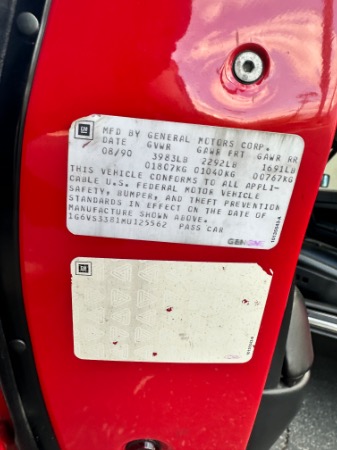 GM
MFD BY GENERAL MOTORS CORP.
DATE GVWR GAWR FRT GAWR RR
08/90 3983LB 2292LB 1691LB
01807KG 01040KG 00767KG
THIS VEHICLE CONFORMS TO ALL APPLI-
CABLE U.S. FEDERAL MOTOR VEHICLE
SAFETY, BUMPER, AND THEFT PREVENTION
STANDARDS IN EFFECT ON THE DATE OF
MANUFACTURE SHOWN ABOVE.
1G6VS3381MU125562 PASS CAR
GM